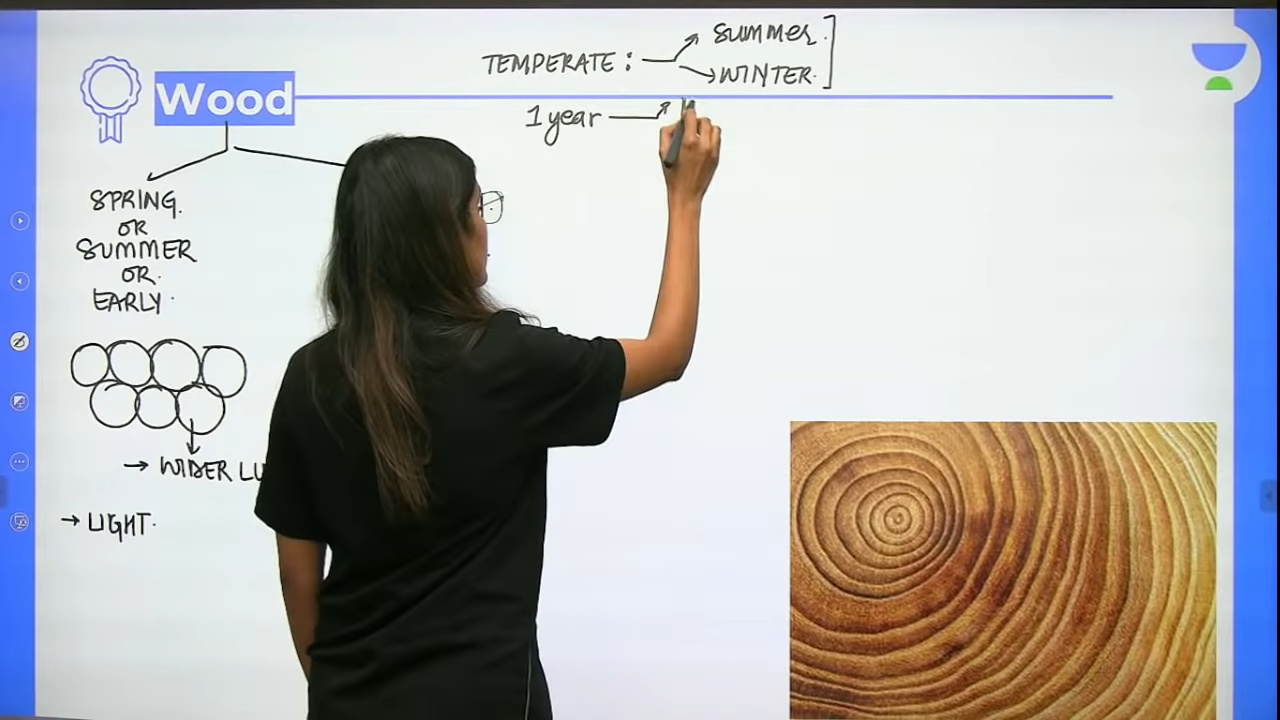 TEMPERATE : → SUMMER.
→ WINTER.
Wood
1 year →
SPRING.
OR
SUMMER
OR.
EARLY.
→ WIDER LU
→ LIGHT.